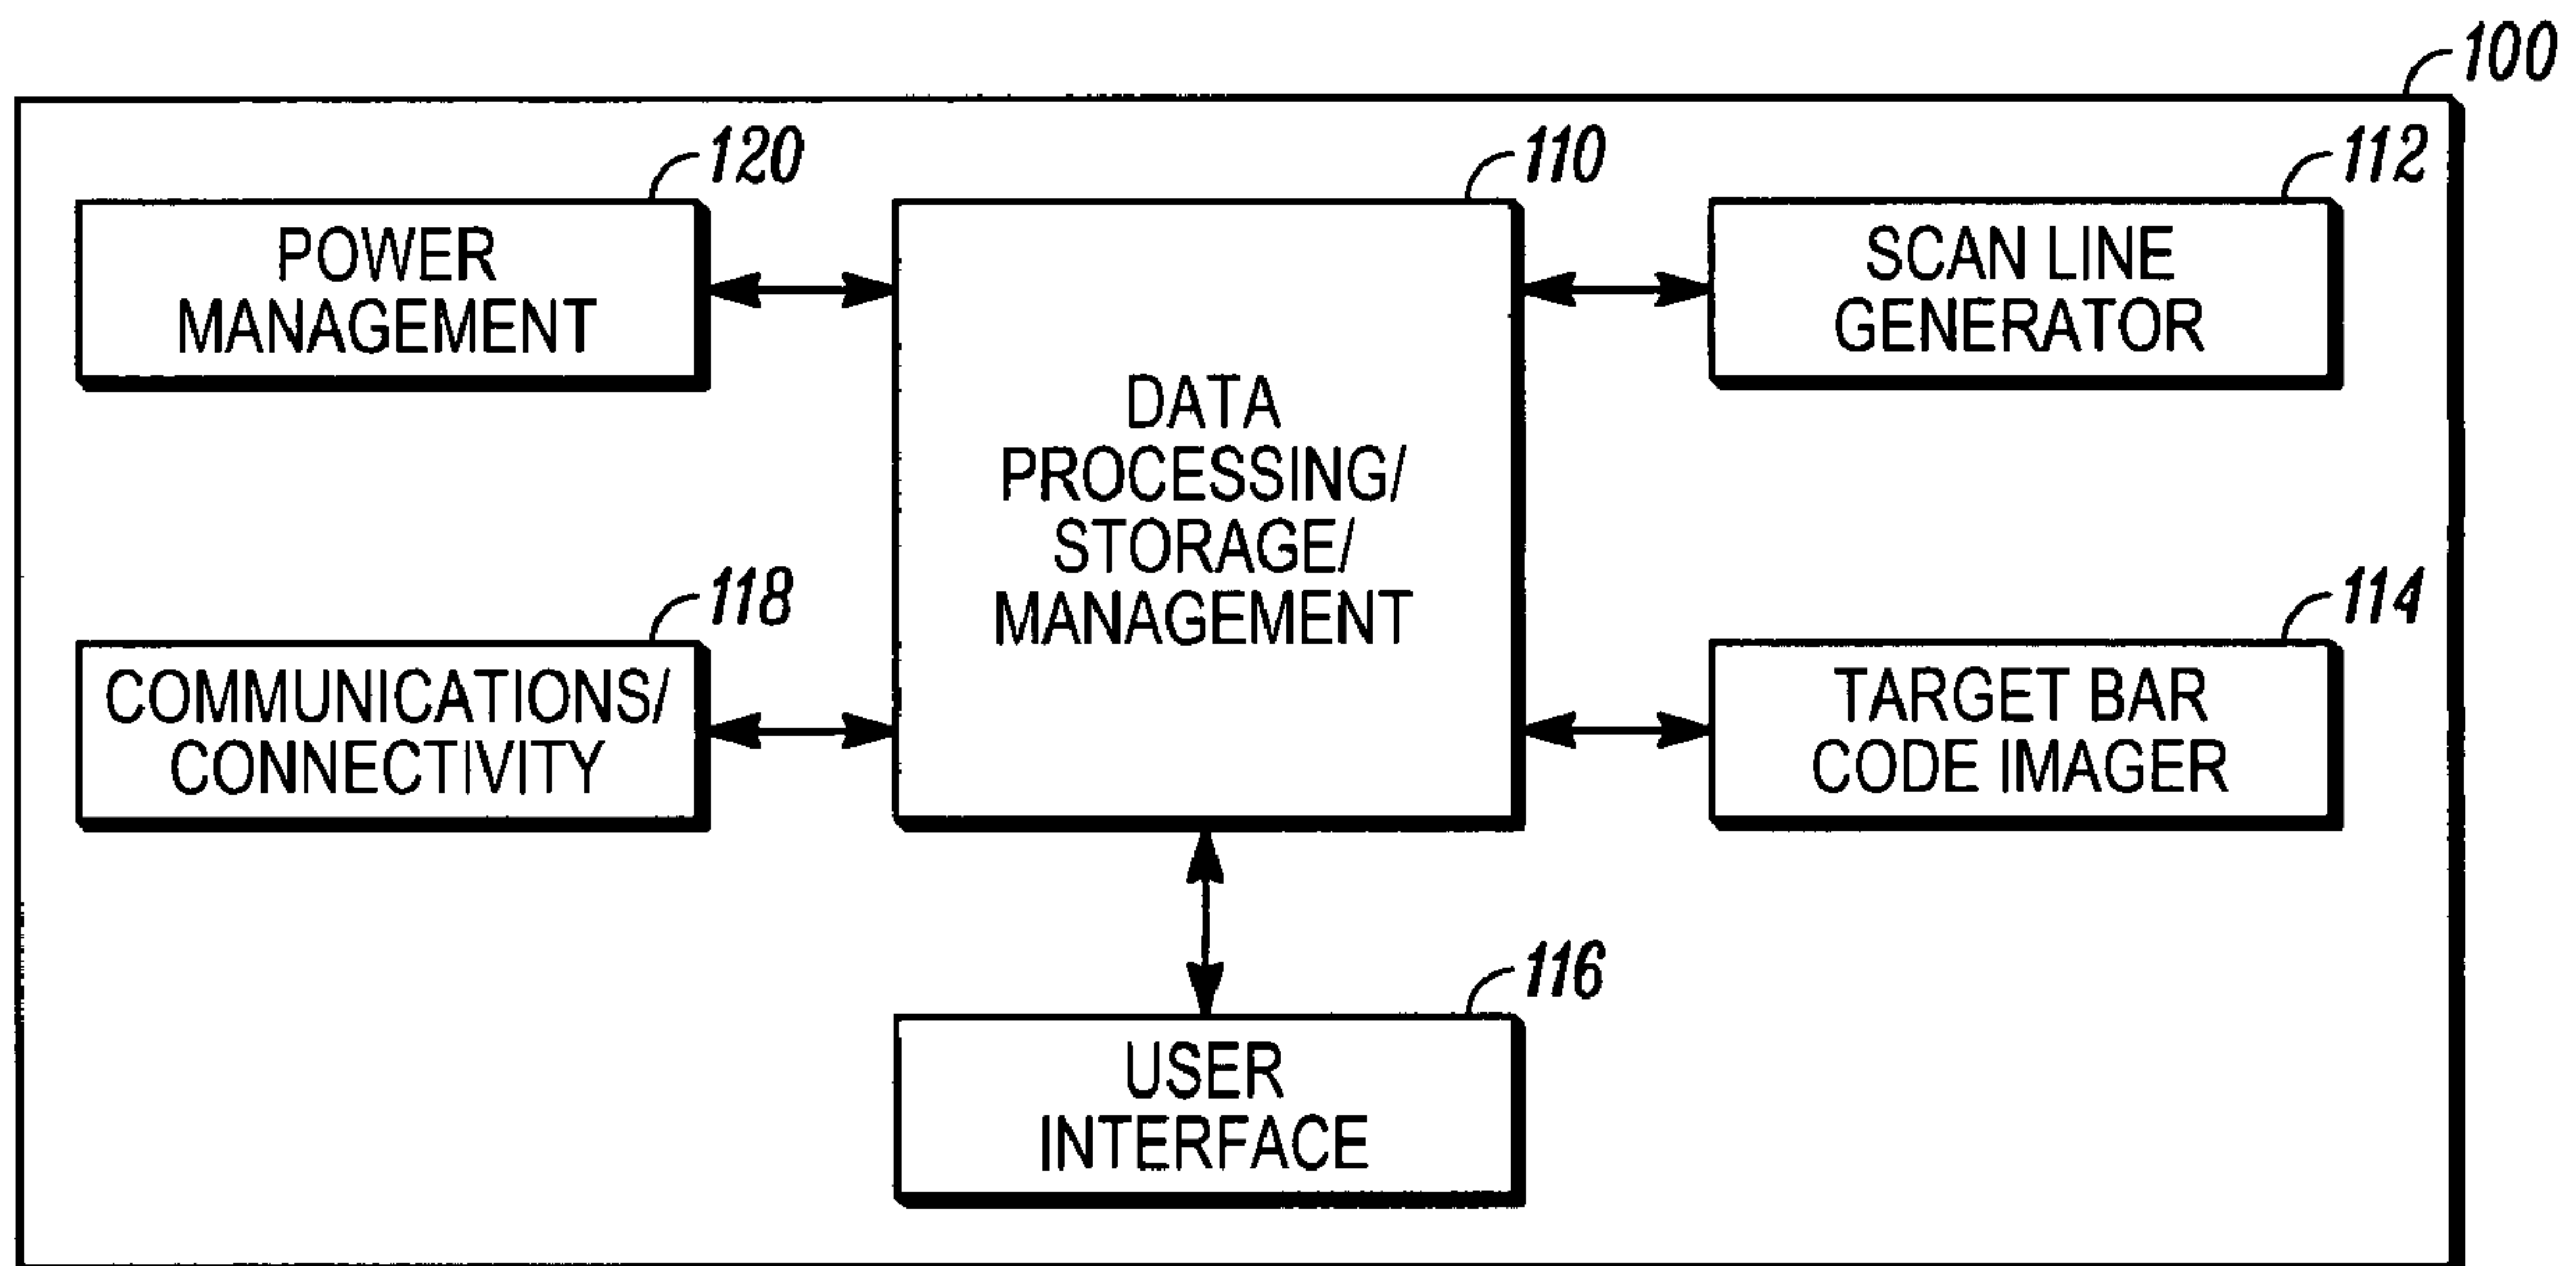 100
120
POWER
MANAGEMENT
110
DATA
PROCESSING/
STORAGE/
MANAGEMENT
112
SCAN LINE
GENERATOR
118
COMMUNICATIONS/
CONNECTIVITY
114
TARGET BAR
CODE IMAGER
116
USER
INTERFACE